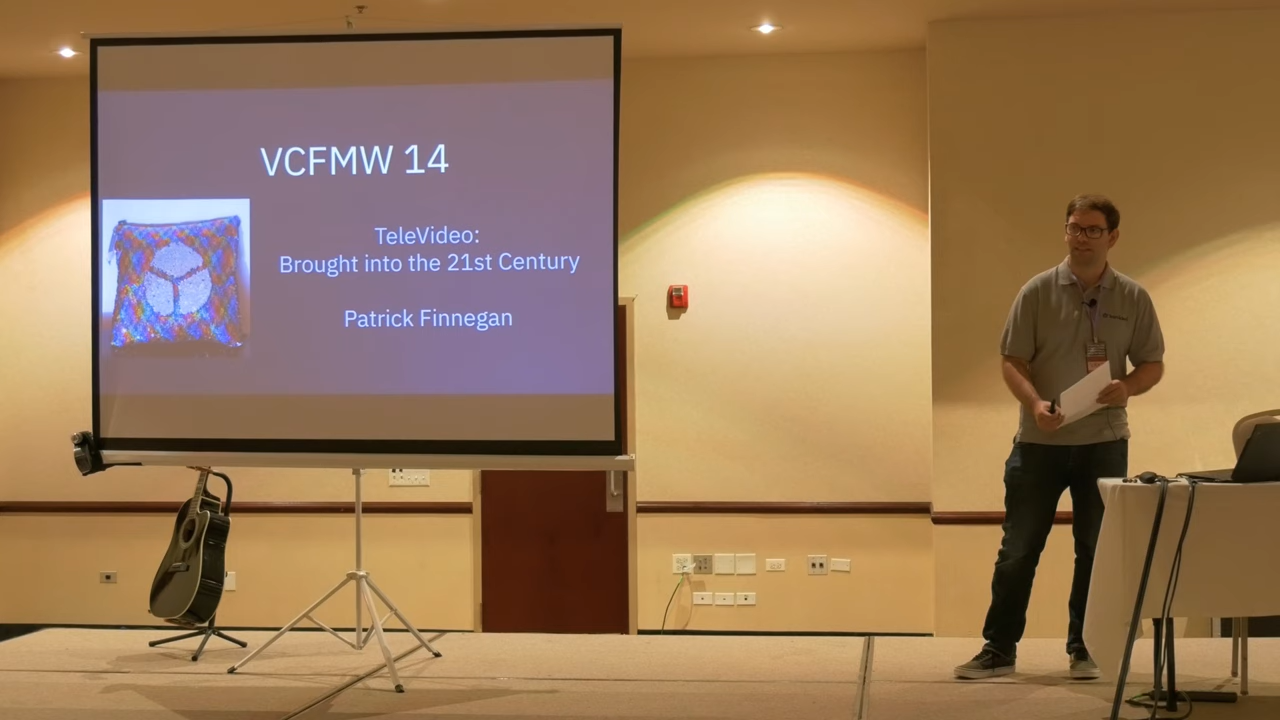 VCFMW 14
TeleVideo:
Brought into the 21st Century
Patrick Finnegan